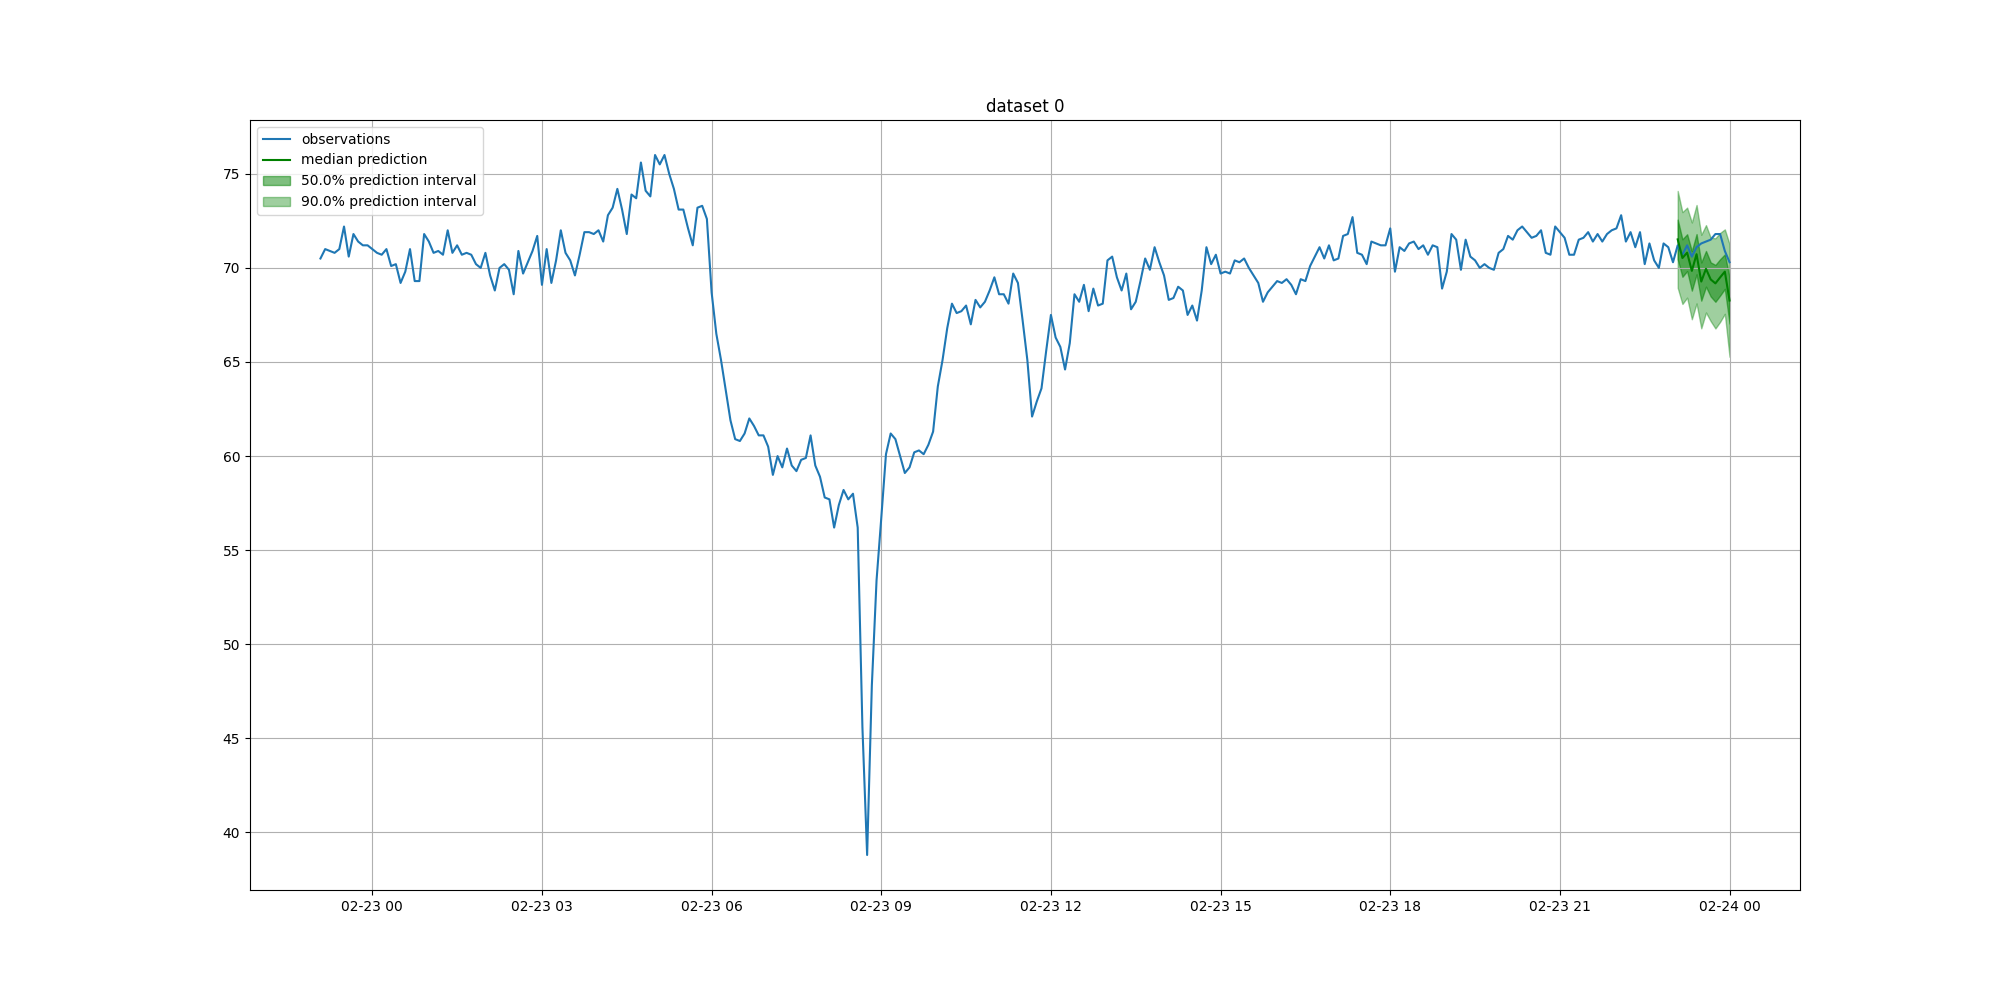 dataset 0
observations
median prediction
50.0% prediction interval
90.0% prediction interval
75
70
65
60
55
50
45
40
02-23 00 02-23 03 02-23 06 02-23 09 02-23 12 02-23 15 02-23 18 02-23 21 02-24 00